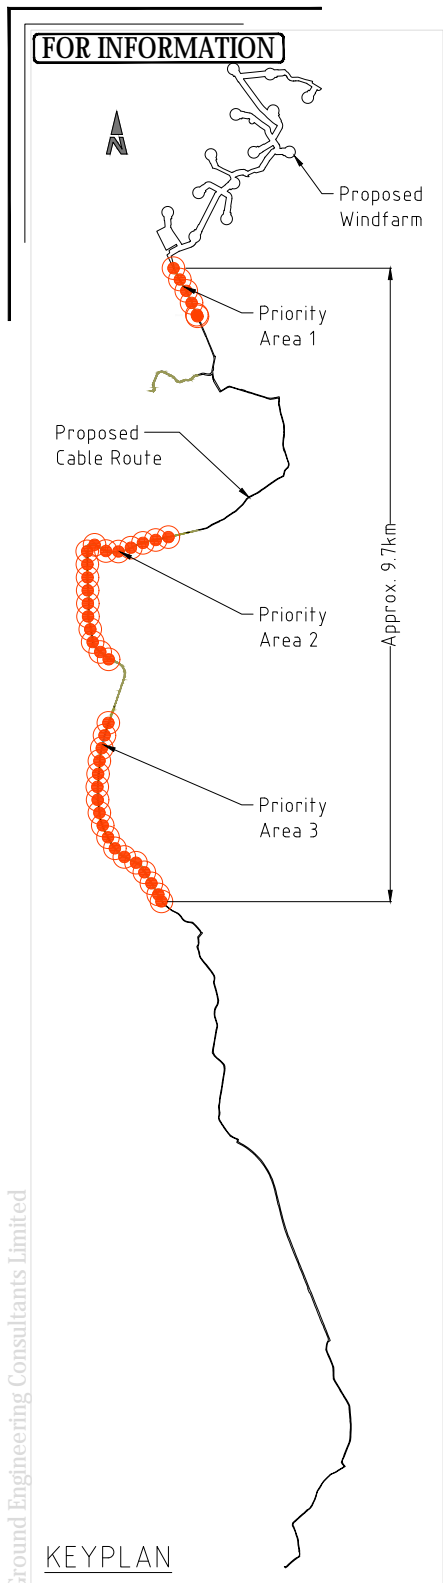 FOR INFORMATION
N
Proposed
Windfarm
Priority
Area 1
Proposed
Cable Route
Approx. 9.7km
Priority
Area 2
Priority
Area 3
Ground Engineering Consultants Limited
KEYPLAN